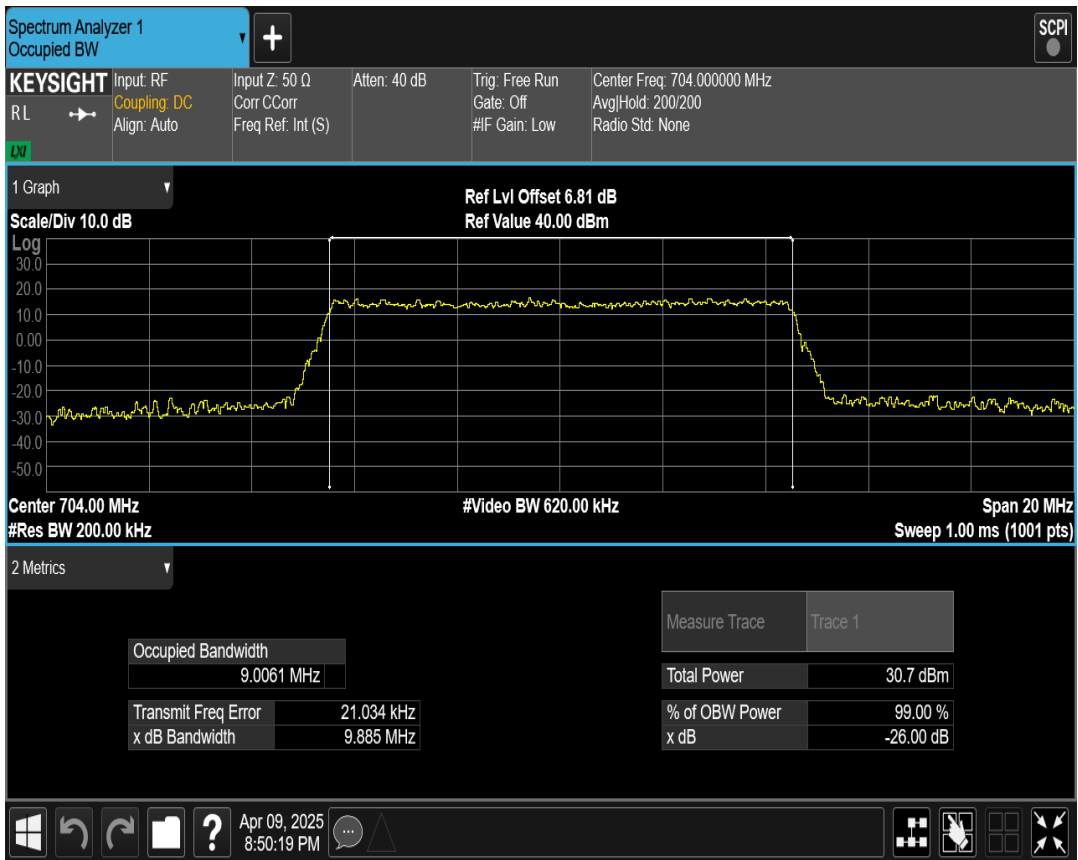 Spectrum Analyzer 1
Occupied BW
SCPI
KEYSIGHT
R L
LXI
Input: RF
Coupling: DC
Align: Auto
Input Z: 50 Ω
Corr CCorr
Freq Ref: Int (S)
Atten: 40 dB
Trig: Free Run
Gate: Off
#IF Gain: Low
Center Freq: 704.000000 MHz
Avg|Hold: 200/200
Radio Std: None
1 Graph
Scale/Div 10.0 dB
Ref Lvl Offset 6.81 dB
Ref Value 40.00 dBm
Log
30.0
20.0
10.0
0.00
-10.0
-20.0
-30.0
-40.0
-50.0
Center 704.00 MHz
#Res BW 200.00 kHz
#Video BW 620.00 kHz
Span 20 MHz
Sweep 1.00 ms (1001 pts)
2 Metrics
Occupied Bandwidth
9.0061 MHz
Transmit Freq Error 21.034 kHz
x dB Bandwidth 9.885 MHz
Measure Trace Trace 1
Total Power 30.7 dBm
% of OBW Power 99.00 %
x dB -26.00 dB
?
Apr 09, 2025
8:50:19 PM